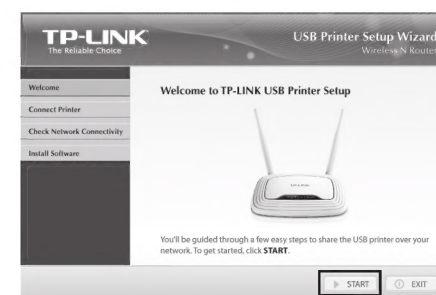 TP-LINK
The Reliable Choice
USB Printer Setup Wizard
Wireless N Router
Welcome
Connect Printer
Check Network Connectivity
Install Software
Welcome to TP-LINK USB Printer Setup
TP-LINK
You'll be guided through a few easy steps to share the USB printer over your
network. To get started, click START.
START
EXIT